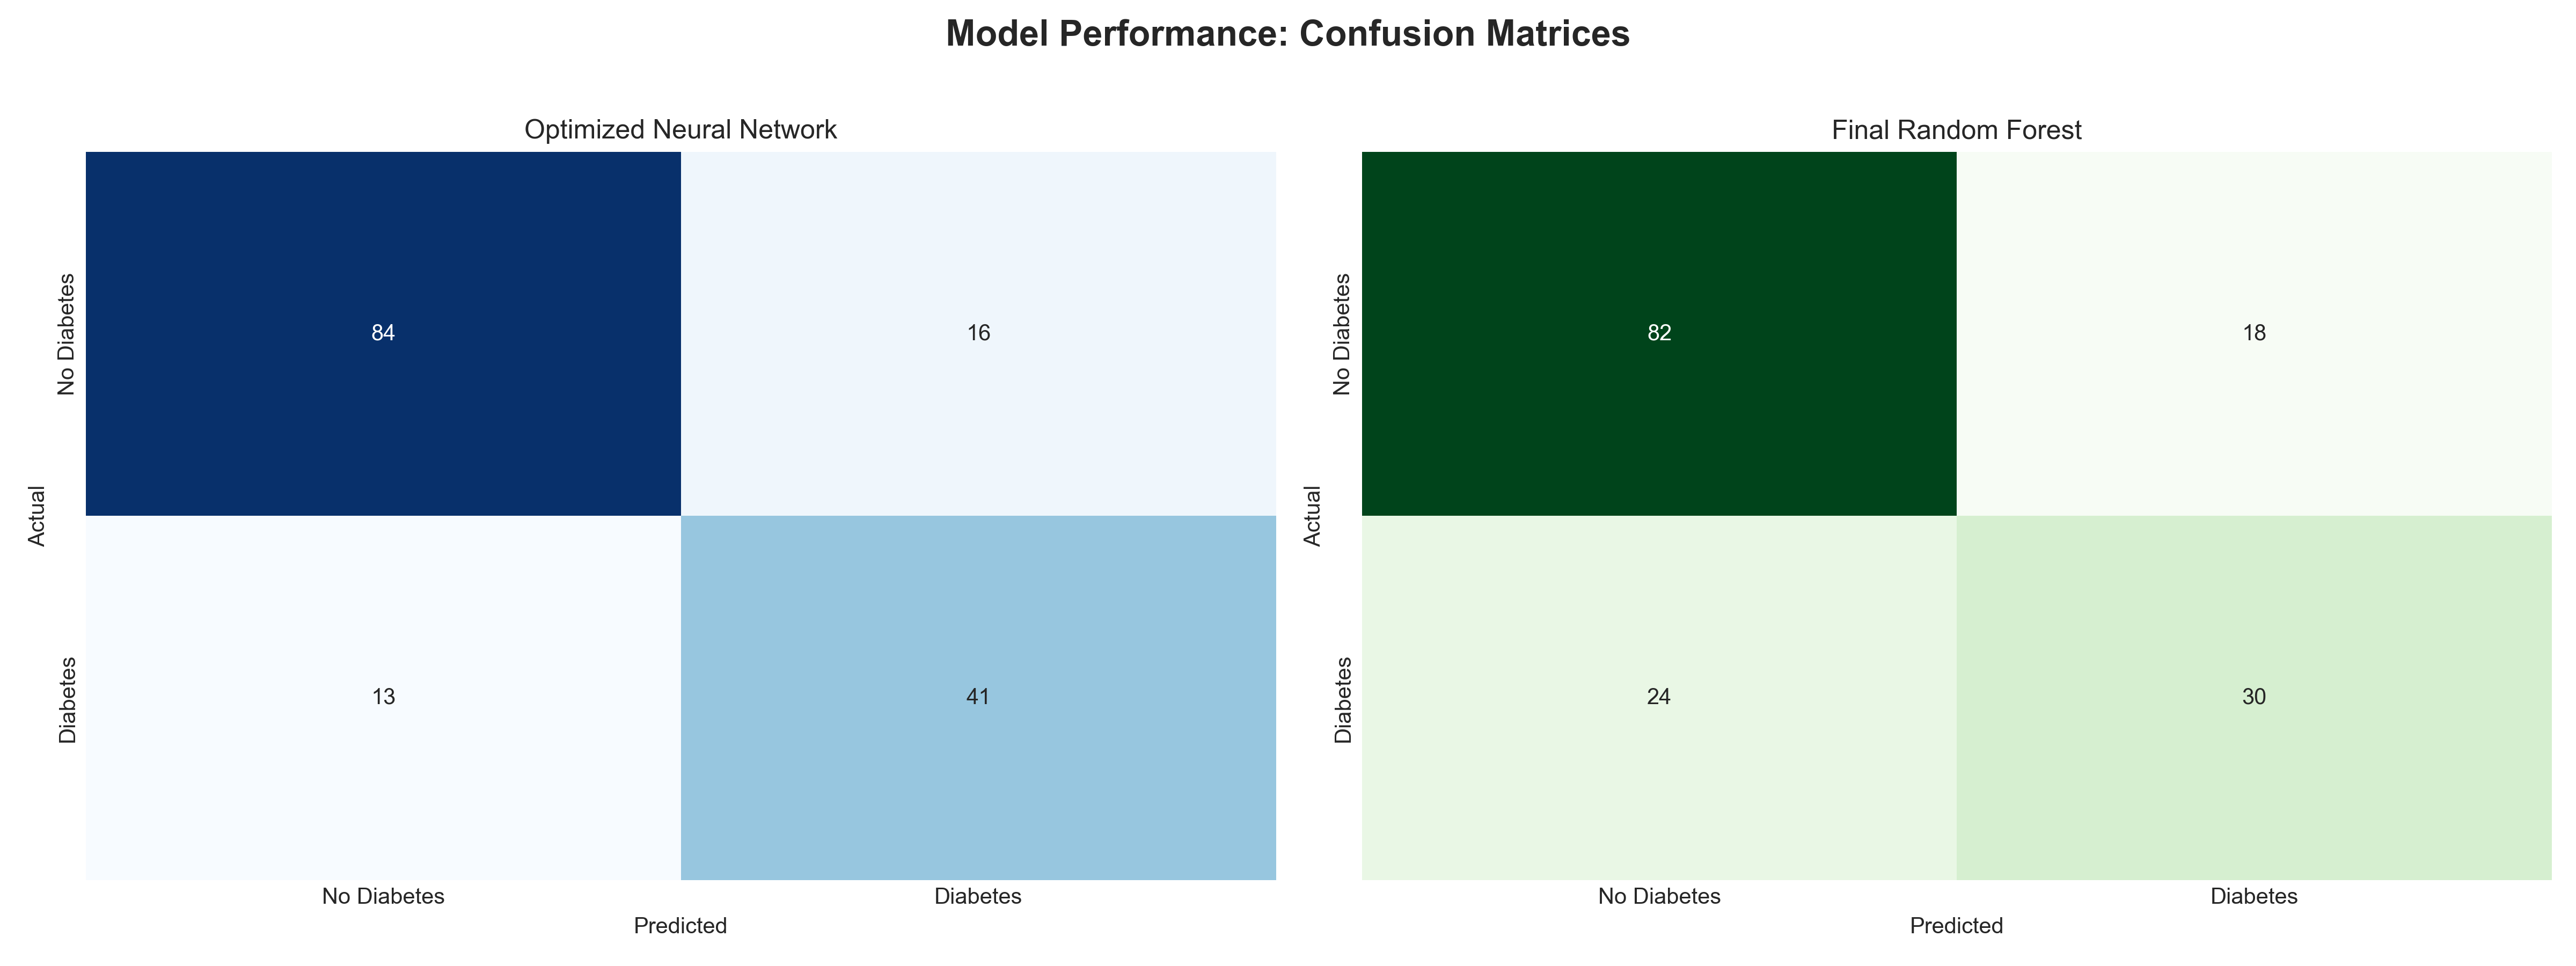 Model Performance: Confusion Matrices
Optimized Neural Network
No Diabetes
Diabetes
Actual
84
16
13
41
No Diabetes
Diabetes
Predicted
Final Random Forest
No Diabetes
Diabetes
Actual
82
18
24
30
No Diabetes
Diabetes
Predicted